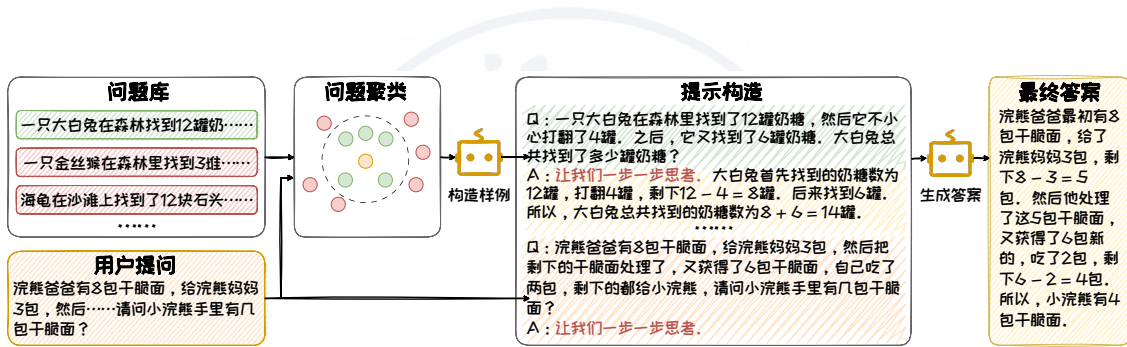 问题库
一只大白兔在森林找到12罐奶……
一只金丝猴在森林里找到3堆……
海龟在沙滩上找到了12块石头……
……
用户提问
浣熊爸爸有8包干脆面，给浣熊妈妈
3包，然后……请问小浣熊手里有几
包干脆面？
问题聚类
构造样例
提示构造
Q：一只大白兔在森林里找到了12罐奶糖，然后它不小
心打翻了4罐．之后，它又找到了6罐奶糖．大白兔总
共找到了多少罐奶糖？
A：让我们一步一步思考．大白兔首先找到的奶糖数为
12罐，打翻4罐，剩下12－4＝8罐．后来找到6罐．
所以，大白兔总共找到的奶糖数为8＋6＝14罐．
……
Q：浣熊爸爸有8包干脆面，给浣熊妈妈3包，然后把
剩下的干脆面处理了，又获得了6包干脆面，自己吃了
两包，剩下的都给小浣熊，请问小浣熊手里有几包干脆
面？
A：让我们一步一步思考．
生成答案
最终答案
浣熊爸爸最初有8
包干脆面，给了
浣熊妈妈3包，剩
下8－3＝5
包．然后他处理
了这5包干脆面，
又获得了6包新
的，吃了2包，剩
下6－2＝4包．
所以，小浣熊有4
包干脆面．